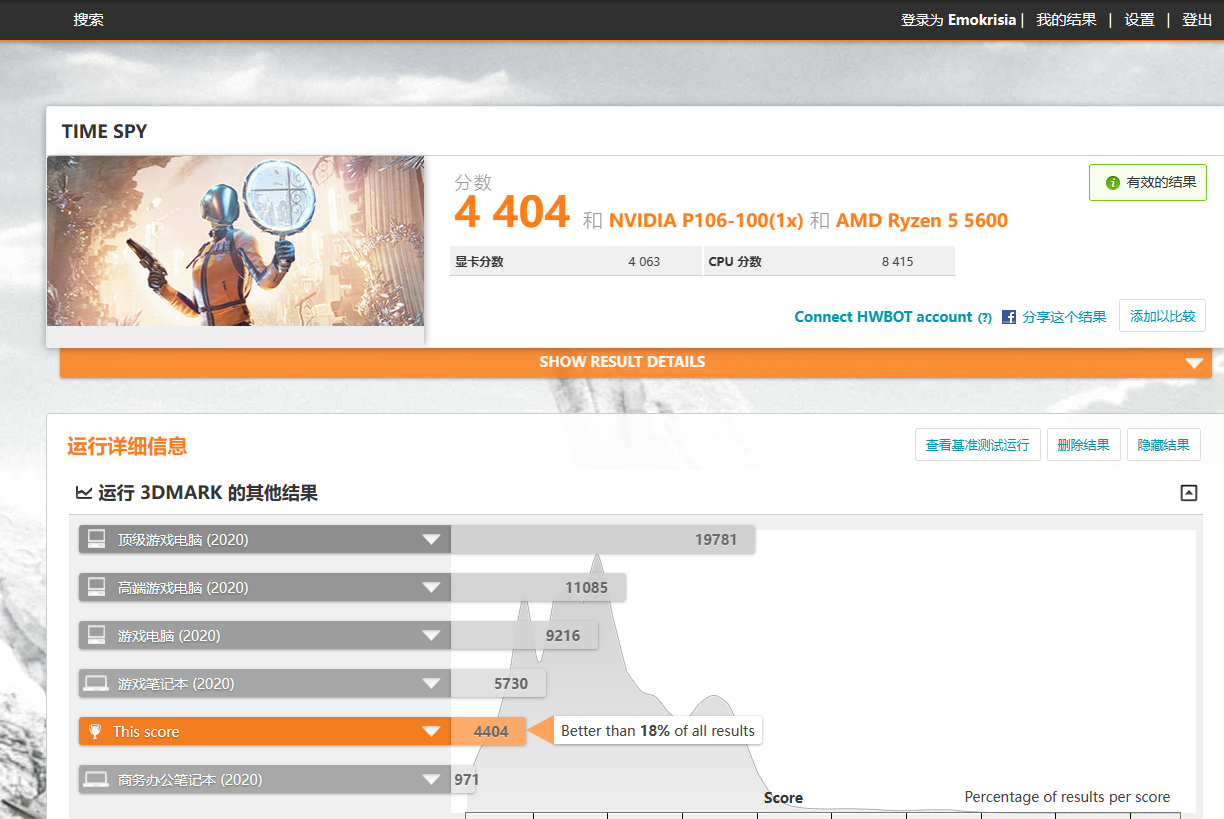 搜索
登录为 Emokrisia | 我的结果 | 设置 | 登出
TIME SPY
分数
4 404 和 NVIDIA P106-100(1x) 和 AMD Ryzen 5 5600
有效的结果
显卡分数 4 063 CPU 分数 8 415
Connect HWBOT account (?) 分享这个结果 添加以比较
SHOW RESULT DETAILS
运行详细信息
查看基准测试运行 删除结果 隐藏结果
运行 3DMARK 的其他结果
顶级游戏电脑 (2020) 19781
高端游戏电脑 (2020) 11085
游戏电脑 (2020) 9216
游戏笔记本 (2020) 5730
This score 4404 Better than 18% of all results
商务办公笔记本 (2020) 971
Score Percentage of results per score